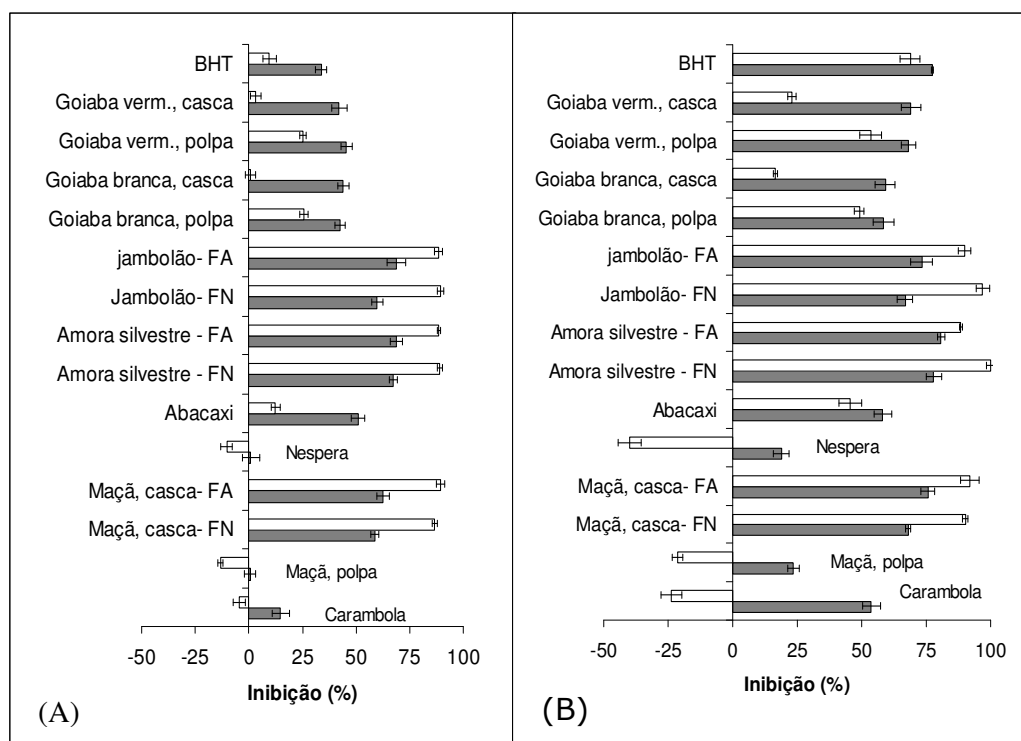 BHT
Goiaba verm., casca
Goiaba verm., polpa
Goiaba branca, casca
Goiaba branca, polpa
jambolão- FA
Jambolão- FN
Amora silvestre - FA
Amora silvestre - FN
Abacaxi
Nespera
Maçã, casca- FA
Maçã, casca- FN
Maçã, polpa
Carambola
-50 -25 0 25 50 75 100
Inibição (%)
(A)
BHT
Goiaba verm., casca
Goiaba verm., polpa
Goiaba branca, casca
Goiaba branca, polpa
jambolão- FA
Jambolão- FN
Amora silvestre - FA
Amora silvestre - FN
Abacaxi
Nespera
Maçã, casca- FA
Maçã, casca- FN
Maçã, polpa
Carambola
-50 -25 0 25 50 75 100
Inibição (%)
(B)